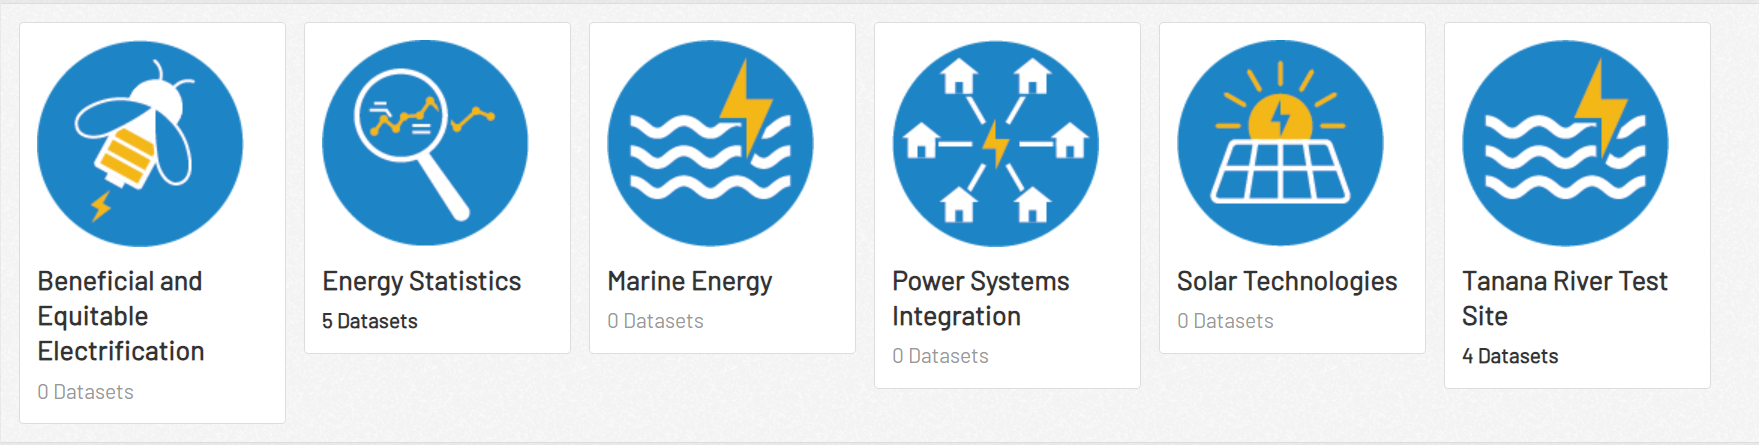 Beneficial and
Equitable
Electrification
0 Datasets
Energy Statistics
5 Datasets
Marine Energy
0 Datasets
Power Systems
Integration
0 Datasets
Solar Technologies
0 Datasets
Tanana River Test
Site
4 Datasets